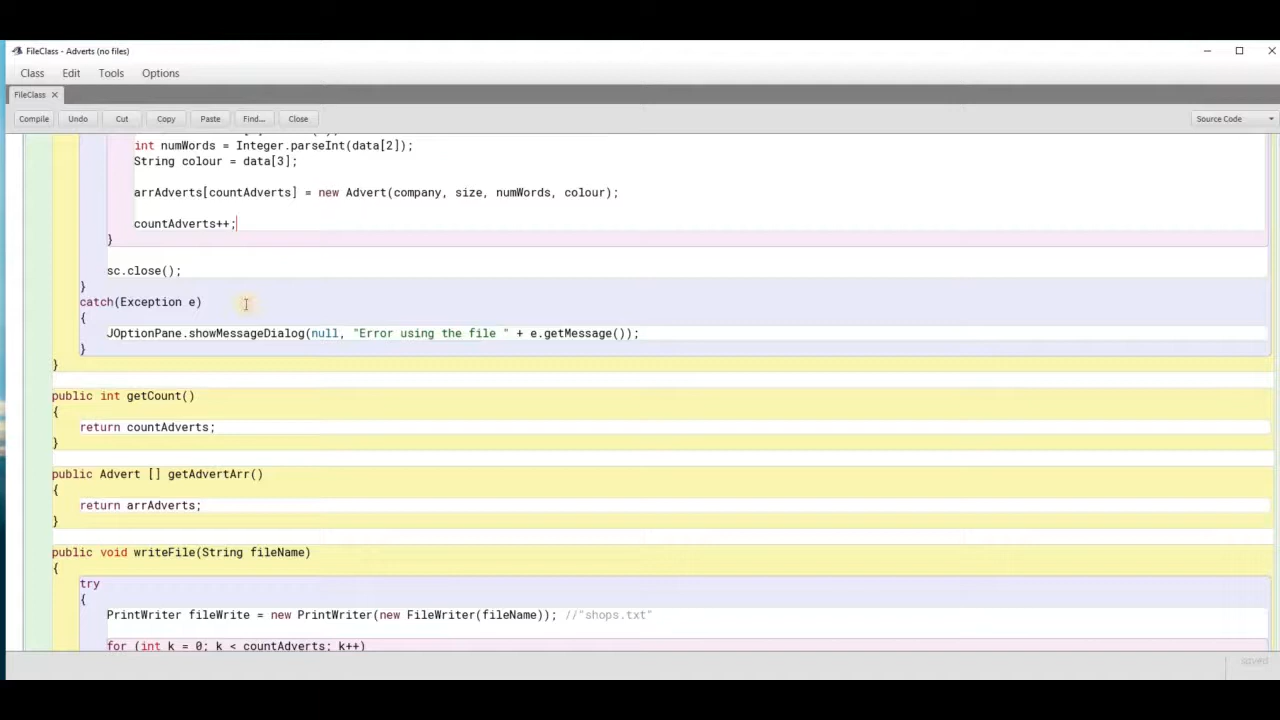 FileClass - Adverts (no files)
Class Edit Tools Options
FileClass
Compile Undo Cut Copy Paste Find... Close Source Code
int numWords = Integer.parseInt(data[2]);
String colour = data[3];
arrAdverts[countAdverts] = new Advert(company, size, numWords, colour);
countAdverts++;
}
sc.close();
}
catch(Exception e)
{
JOptionPane.showMessageDialog(null, "Error using the file " + e.getMessage());
}
}
public int getCount()
{
return countAdverts;
}
public Advert [] getAdvertArr()
{
return arrAdverts;
}
public void writeFile(String fileName)
{
try
{
PrintWriter fileWrite = new PrintWriter(new FileWriter(fileName)); //"shops.txt"
for (int k = 0; k < countAdverts; k++)
saved